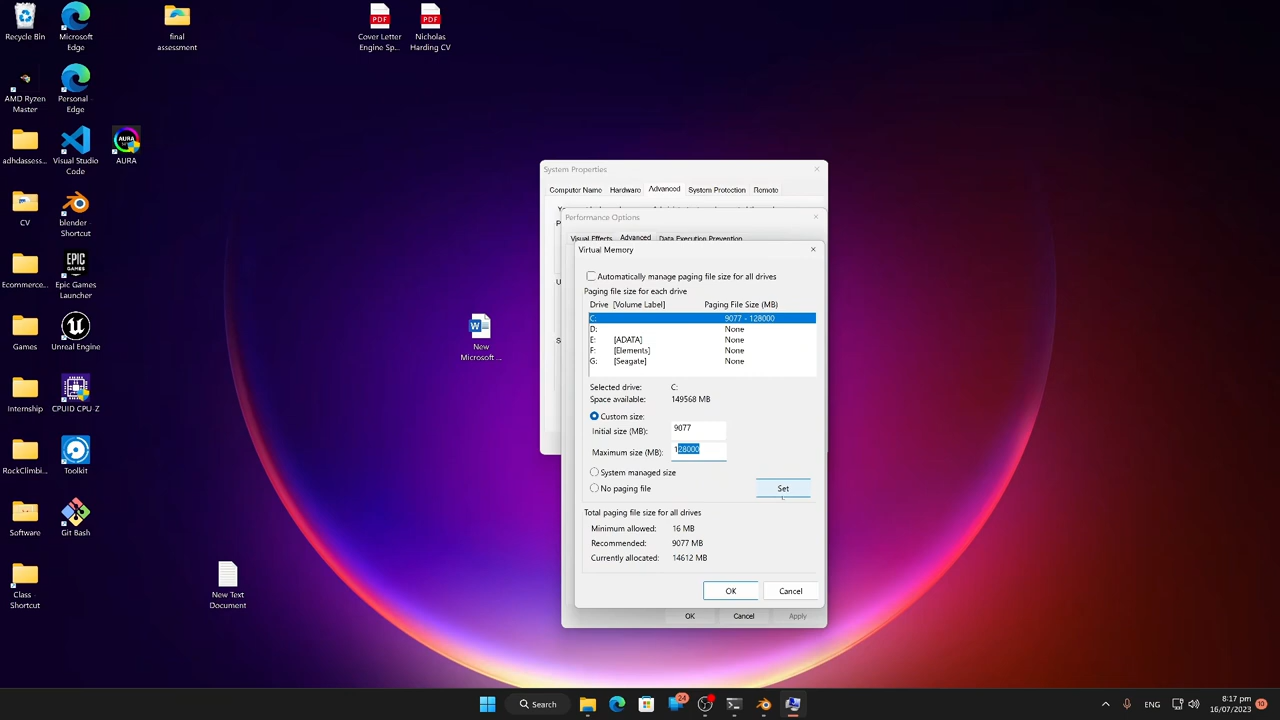 Recycle Bin
Microsoft
Edge
final
assessment
PDF
Cover Letter
Engine Sp...
PDF
Nicholas
Harding CV
AMD Ryzen
Master
Personal -
Edge
adhdassess...
Visual Studio
Code
AURA
AURA
CV
blender -
Shortcut
Ecommerce...
EPIC
GAMES
Epic Games
Launcher
Games
Unreal Engine
Internship
CPUID CPU-Z
RockClimbi...
Toolkit
Software
Git Bash
Class -
Shortcut
New
Microsoft ...
New Text
Document
System Properties
Computer Name
Hardware
Advanced
System Protection
Remote
Performance Options
Visual Effects
Advanced
Data Execution Prevention
Virtual Memory
Automatically manage paging file size for all drives
Paging file size for each drive
Drive [Volume Label] Paging File Size (MB)
C: 9077 - 128000
D: None
E: [ADATA] None
F: [Elements] None
G: [Seagate] None
Selected drive: C:
Space available: 149568 MB
Custom size:
Initial size (MB): 9077
Maximum size (MB): 128000
System managed size
No paging file
Set
Total paging file size for all drives
Minimum allowed: 16 MB
Recommended: 9077 MB
Currently allocated: 14612 MB
OK
Cancel
OK
Cancel
Apply
Search
24
ENG
8:17 pm
16/07/2023
10